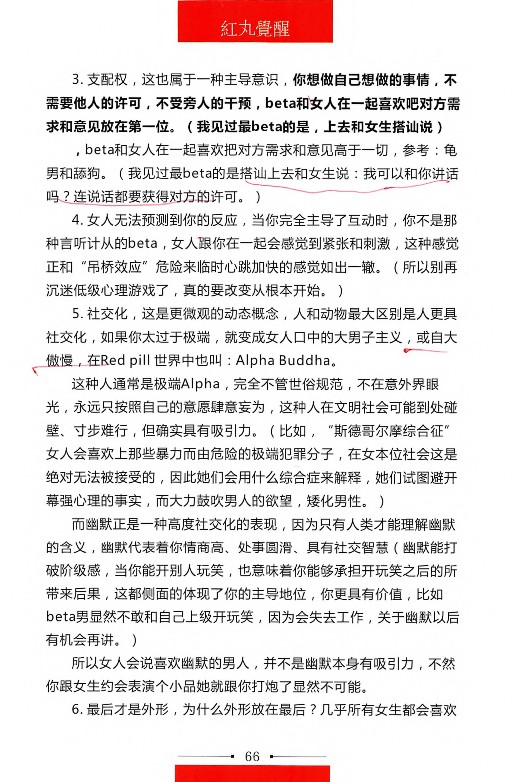 紅丸覺醒
3. 支配权，这也属于一种主导意识，你想做自己想做的事情，不
需要他人的许可，不受旁人的干预，beta和女人在一起喜欢吧对方需
求和意见放在第一位。（我见过最beta的是，上去和女生搭讪说）
，beta和女人在一起喜欢把对方需求和意见高于一切，参考：龟
男和舔狗。（我见过最beta的是搭讪上去和女生说：我可以和你讲话
吗？连说话都要获得对方的许可。）
4. 女人无法预测到你的反应，当你完全主导了互动时，你不是那
种言听计从的beta，女人跟你在一起会感觉到紧张和刺激，这种感觉
正和“吊桥效应”危险来临时心跳加快的感觉如出一辙。（所以别再
沉迷低级心理游戏了，真的要改变从根本开始。）
5. 社交化，这是更微观的动态概念，人和动物最大区别是人更具
社交化，如果你太过于极端，就变成女人口中的大男子主义，或自大
傲慢，在Red pill 世界中也叫：Alpha Buddha。
这种人通常是极端Alpha，完全不管世俗规范，不在意外界眼
光，永远只按照自己的意愿肆意妄为，这种人在文明社会可能到处碰
壁、寸步难行，但确实具有吸引力。（比如，“斯德哥尔摩综合征”
女人会喜欢上那些暴力而由危险的极端犯罪分子，在女本位社会这是
绝对无法被接受的，因此她们会用什么综合症来解释，她们试图避开
幕强心理的事实，而大力鼓吹男人的欲望，矮化男性。）
而幽默正是一种高度社交化的表现，因为只有人类才能理解幽默
的含义，幽默代表着你情商高、处事圆滑、具有社交智慧（幽默能打
破阶级感，当你能开别人玩笑，也意味着你能够承担开玩笑之后的所
带来后果，这都侧面的体现了你的主导地位，你更具有价值，比如
beta男显然不敢和自己上级开玩笑，因为会失去工作，关于幽默以后
有机会再讲。）
所以女人会说喜欢幽默的男人，并不是幽默本身有吸引力，不然
你跟女生约会表演个小品她就跟你打炮了显然不可能。
6. 最后才是外形，为什么外形放在最后？几乎所有女生都会喜欢
66